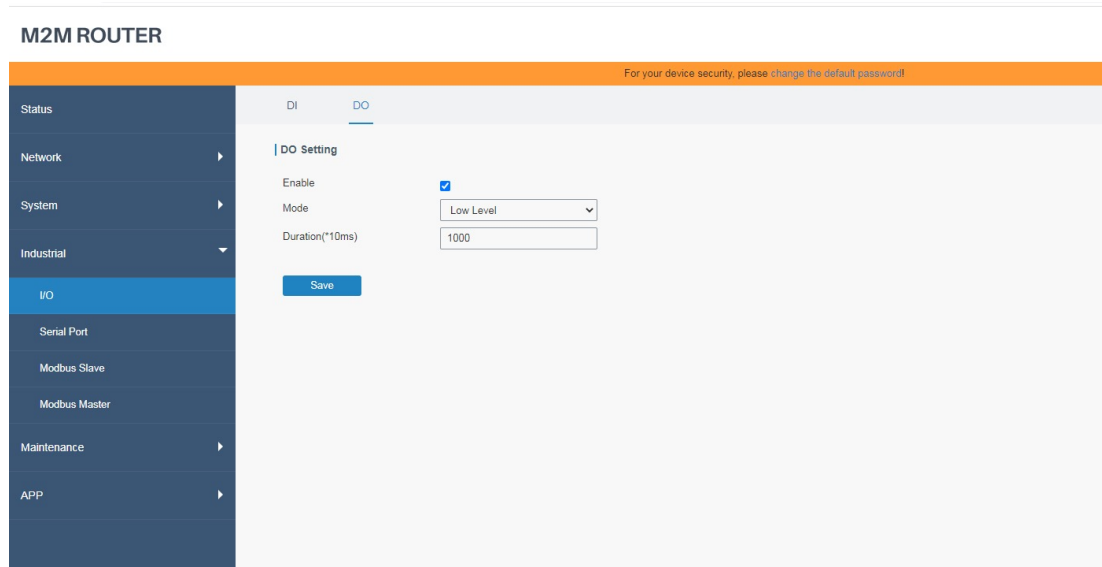 M2M ROUTER
For your device security, please change the default password!
Status
DI DO
Network
DO Setting
Enable
System
Mode Low Level
Duration(*10ms) 1000
Industrial
Save
I/O
Serial Port
Modbus Slave
Modbus Master
Maintenance
APP